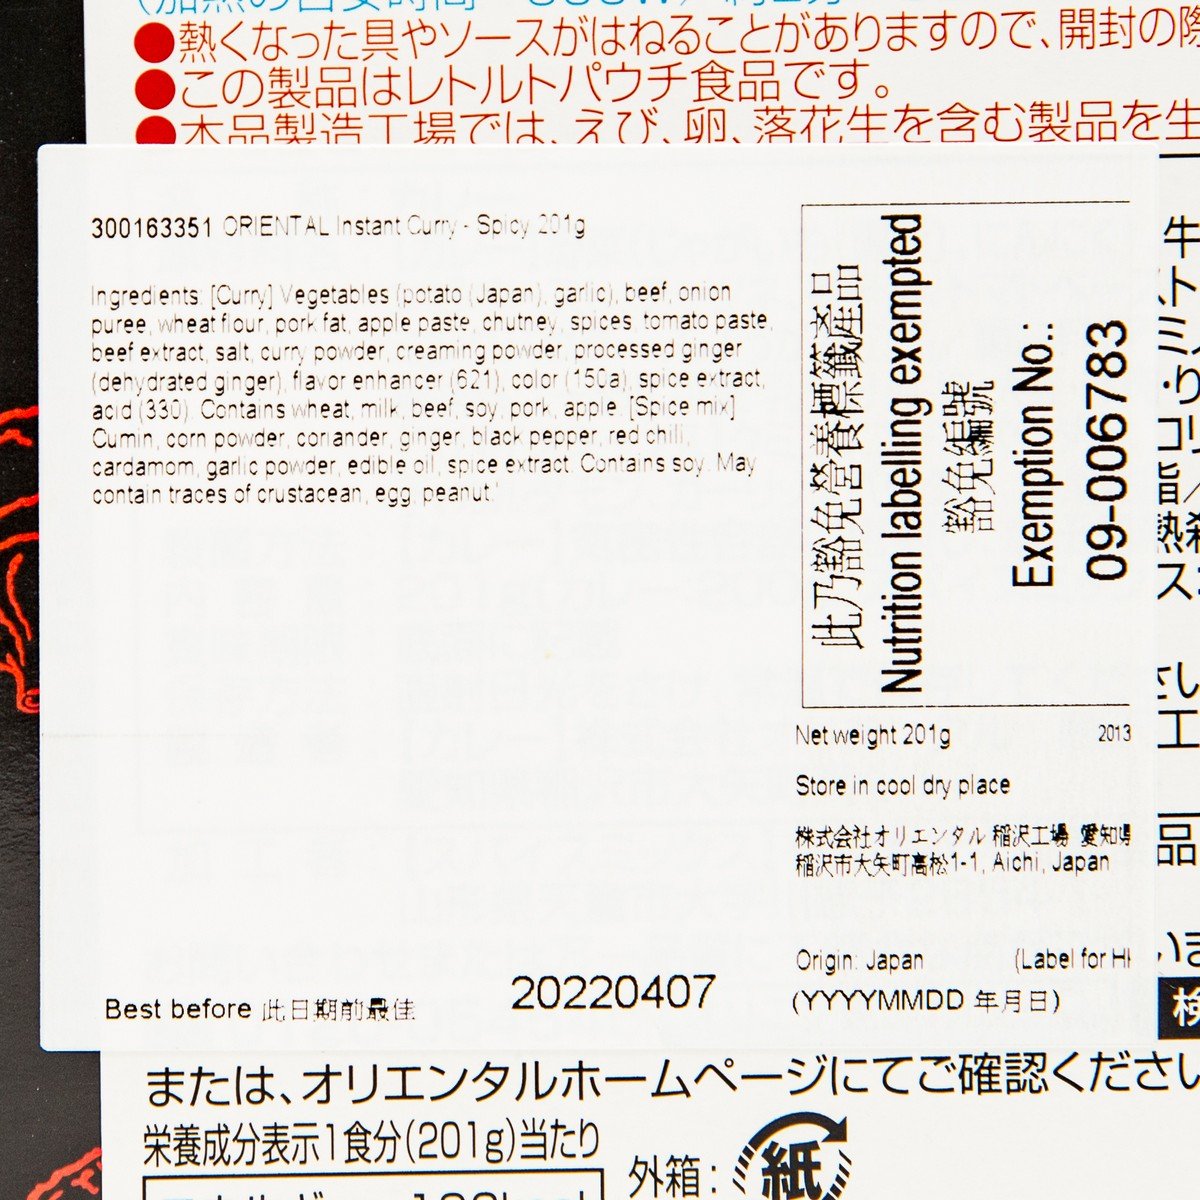 ●熱くなった具やソースがはねることがありますので、開封の際
●この製品はレトルトパウチ食品です。
●本品製造工場では、えび、卵、落花生を含む製品を生
300163351 ORIENTAL Instant Curry - Spicy 201g
Ingredients: [Curry] Vegetables (potato (Japan), garlic), beef, onion
puree, wheat flour, pork fat, apple paste, chutney, spices, tomato paste,
beef extract, salt, curry powder, creaming powder, processed ginger
(dehydrated ginger), flavor enhancer (621), color (150a), spice extract,
acid (330). Contains wheat, milk, beef, soy, pork, apple. [Spice mix]
Cumin, corn powder, coriander, ginger, black pepper, red chili,
cardamom, garlic powder, edible oil, spice extract. Contains soy. May
contain traces of crustacean, egg, peanut.'
此乃豁免營養標籤產品
Nutrition labelling exempted
豁免編號
Exemption No.:
09-006783
Net weight 201g
2013
Store in cool dry place
株式会社オリエンタル 稲沢工場 愛知県
稲沢市大矢町高松1-1, Aichi, Japan
Origin: Japan
(Label for H
Best before 此日期前最佳
20220407
(YYYYMMDD 年月日)
または、オリエンタルホームページにてご確認ください
栄養成分表示1食分(201g)当たり
外箱:
紙